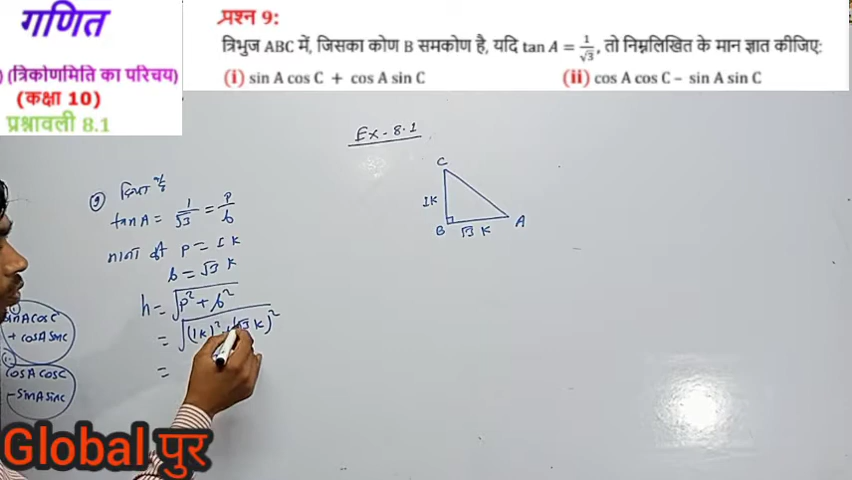 गणित
) (त्रिकोणमिति का परिचय)
(कक्षा 10)
प्रश्नावली 8.1
प्रश्न 9:
त्रिभुज ABC में, जिसका कोण B समकोण है, यदि tan A = 1/√3, तो निम्नलिखित के मान ज्ञात कीजिए:
(i) sin A cos C + cos A sin C
(ii) cos A cos C – sin A sin C
Ex - 8.1
C
1K
B
√3 K
A
9) दिया है
tan A = 1/√3 = P/b
माना की P = 1K
b = √3 K
h = √(P² + b²)
= √((1K)² + (√3K)²)
=
(i)
sinA cosC
+ cosA sinC
cosA cosC
- sinA sinC
Global पुर